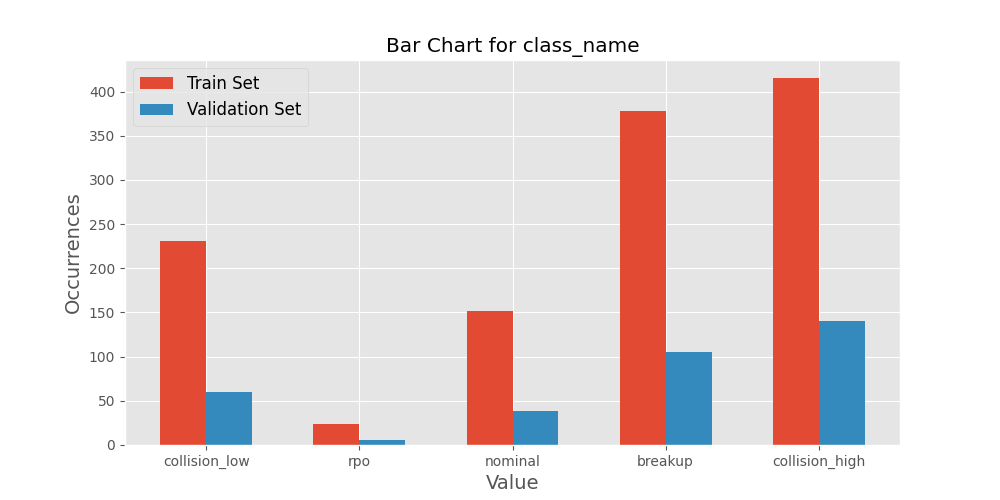 Bar Chart for class_name
Train Set
Validation Set
Occurrences
400
350
300
250
200
150
100
50
0
collision_low
rpo
nominal
breakup
collision_high
Value